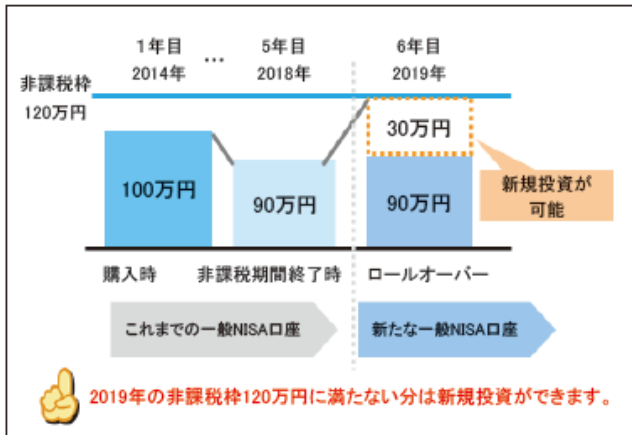 1年目 … 5年目 6年目
2014年 2018年 2019年
非課税枠
120万円
30万円
100万円 90万円 90万円
新規投資が
可能
購入時 非課税期間終了時 ロールオーバー
これまでの一般NISA口座 新たな一般NISA口座
2019年の非課税枠120万円に満たない分は新規投資ができます。